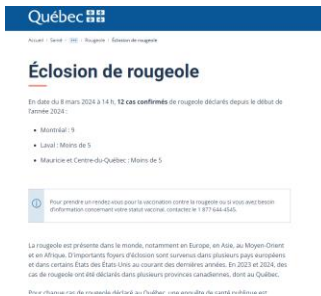 Québec
Accueil > Santé > ... > Rougeole > Éclosion de rougeole
Éclosion de rougeole
En date du 8 mars 2024 à 14 h, 12 cas confirmés de rougeole déclarés depuis le début de
l'année 2024 :
• Montréal : 9
• Laval : Moins de 5
• Mauricie et Centre-du-Québec : Moins de 5
Pour prendre un rendez-vous pour la vaccination contre la rougeole ou si vous avez besoin
d'information concernant votre statut vaccinal, contactez le 1 877 644-4545.
La rougeole est présente dans le monde, notamment en Europe, en Asie, au Moyen-Orient
et en Afrique. D'importants foyers d'éclosion sont survenus dans plusieurs pays européens
et dans certains États des États-Unis au courant des dernières années. En 2023 et 2024, des
cas de rougeole ont été déclarés dans plusieurs provinces canadiennes, dont au Québec.
Pour chaque cas de rougeole déclaré au Québec, une enquête de santé publique est